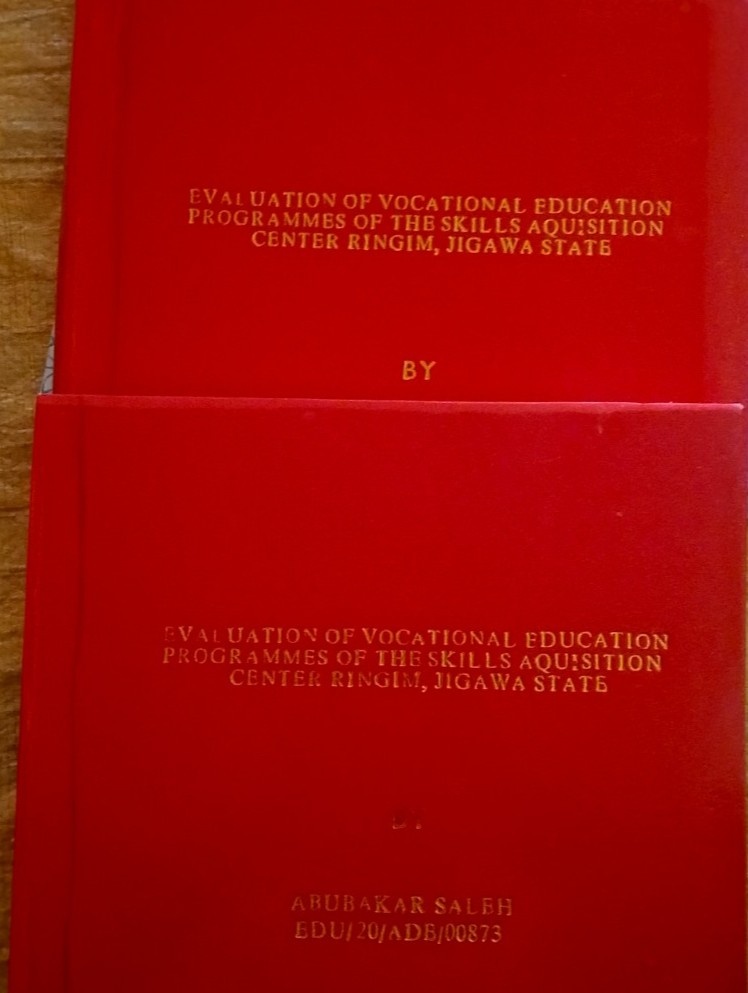 EVALUATION OF VOCATIONAL EDUCATION
PROGRAMMES OF THE SKILLS AQUISITION
CENTER RINGIM, JIGAWA STATE
BY
EVALUATION OF VOCATIONAL EDUCATION
PROGRAMMES OF THE SKILLS AQUISITION
CENTER RINGIM, JIGAWA STATE
BY
ABUBAKAR SALEH
EDU/20/ADE/00873